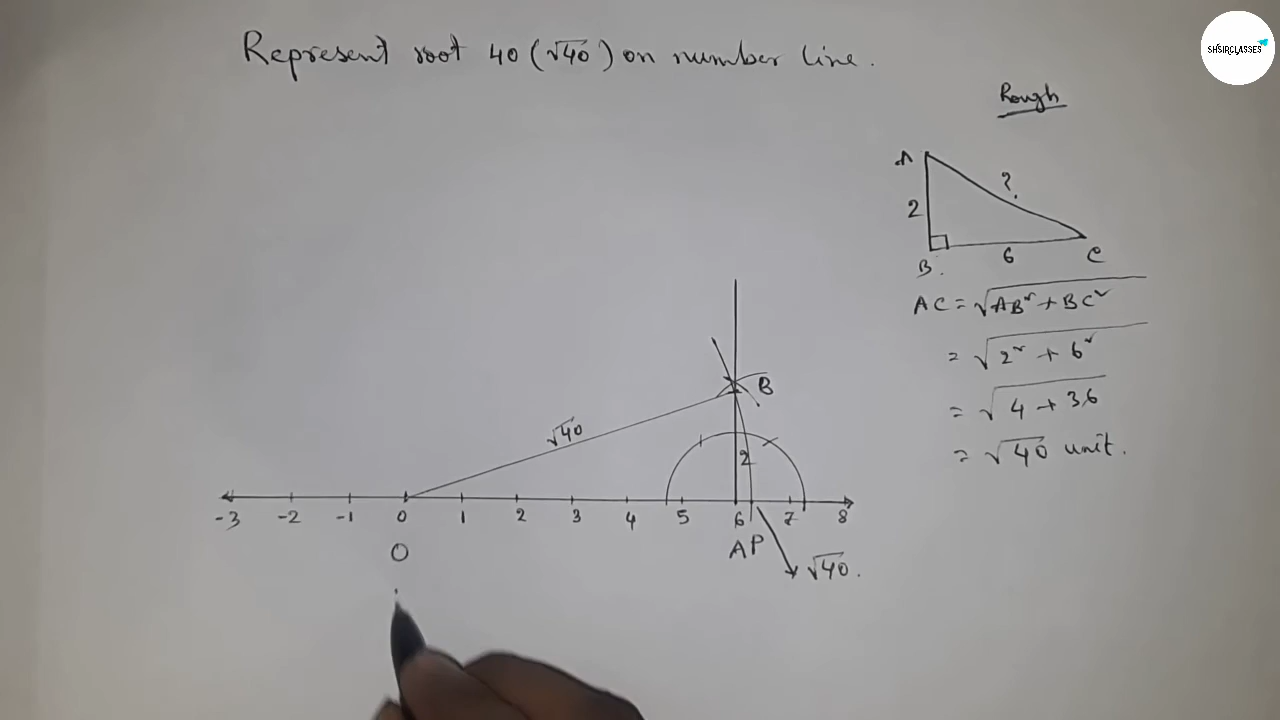 Represent root 40 (√40) on number line.
SHSIRCLASSES
Rough
A
?
2
B
6
C
AC = √AB² + BC²
= √2² + 6²
= √4 + 36
= √40 unit.
B
√40
2
-3 -2 -1 0 1 2 3 4 5 6 7 8
O
A P
√40.